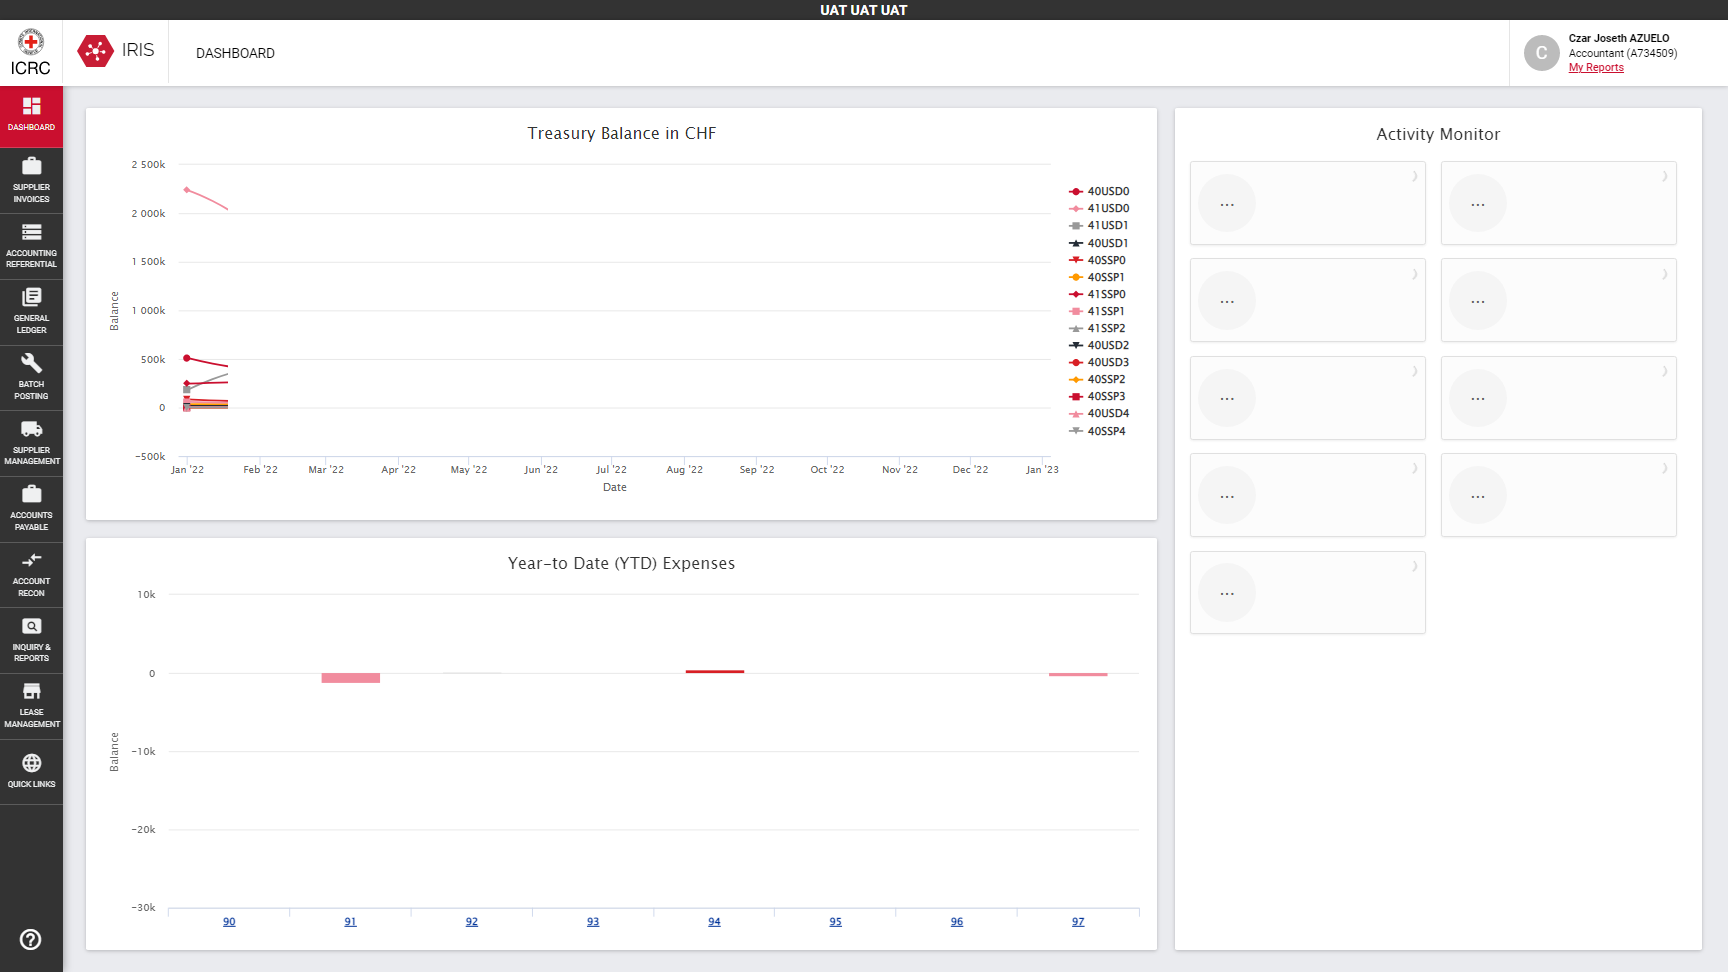 UAT UAT UAT
ICRC
IRIS
DASHBOARD
Czar Joseth AZUELO
C
Accountant (A734509)
My Reports
DASHBOARD
SUPPLIER
INVOICES
ACCOUNTING
REFERENTIAL
GENERAL
LEDGER
BATCH
POSTING
SUPPLIER
MANAGEMENT
ACCOUNTS
PAYABLE
ACCOUNT
RECON
INQUIRY &
REPORTS
LEASE
MANAGEMENT
QUICK LINKS
Treasury Balance in CHF
2 500k
2 000k
1 500k
1 000k
500k
0
−500k
Balance
Jan '22
Feb '22
Mar '22
Apr '22
May '22
Jun '22
Jul '22
Aug '22
Sep '22
Oct '22
Nov '22
Dec '22
Jan '23
Date
40USD0
41USD0
41USD1
40USD1
40SSP0
40SSP1
41SSP0
41SSP1
41SSP2
40USD2
40USD3
40SSP2
40SSP3
40USD4
40SSP4
Year-to Date (YTD) Expenses
10k
0
−10k
−20k
−30k
Balance
90
91
92
93
94
95
96
97
Activity Monitor
...
...
...
...
...
...
...
...
...